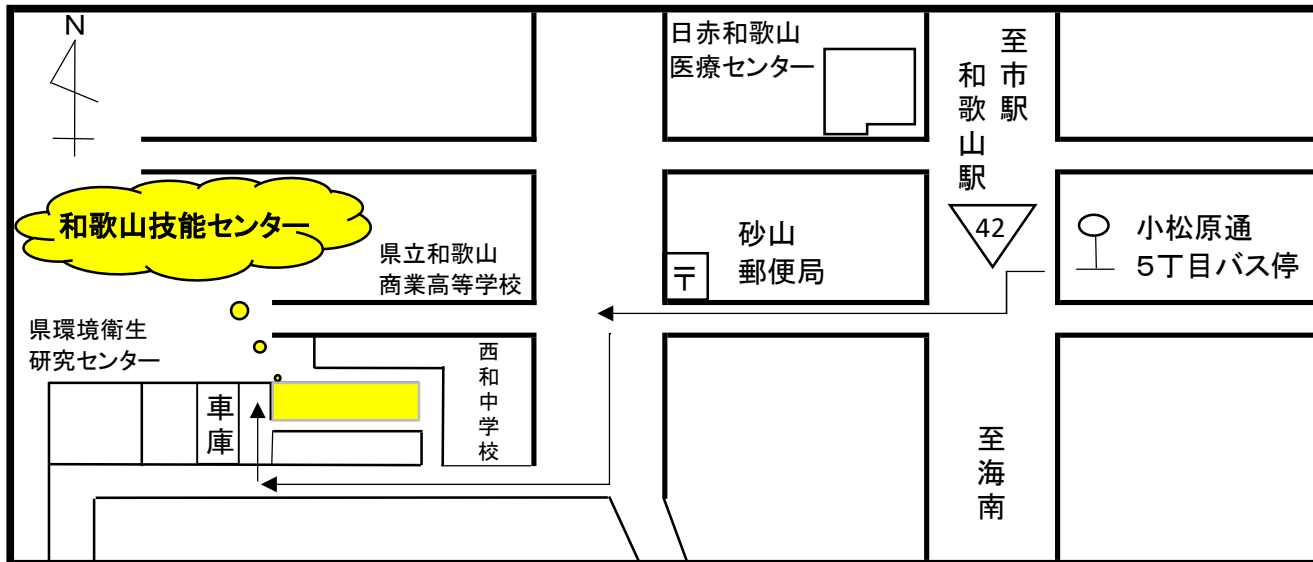 N
日赤和歌山
医療センター
至市駅
和歌山駅
和歌山技能センター
県立和歌山
商業高等学校
〒
砂山
郵便局
42
小松原通
5丁目バス停
県環境衛生
研究センター
車庫
西和中学校
至海南